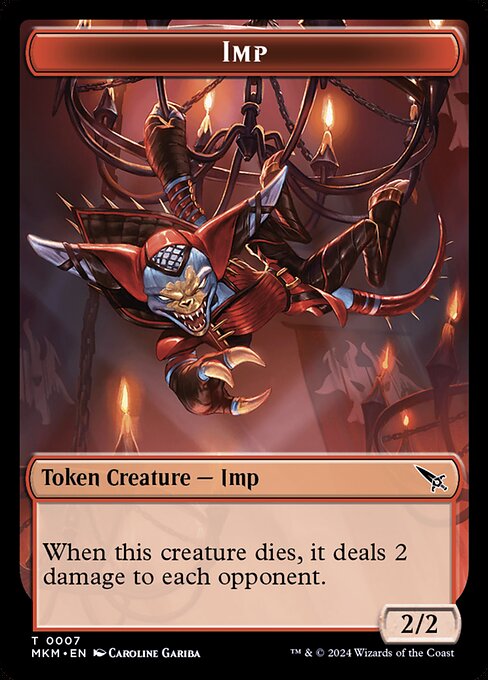 Imp
Token Creature — Imp
When this creature dies, it deals 2
damage to each opponent.
2/2
T 0007
MKM • EN Caroline Gariba
™ & © 2024 Wizards of the Coast